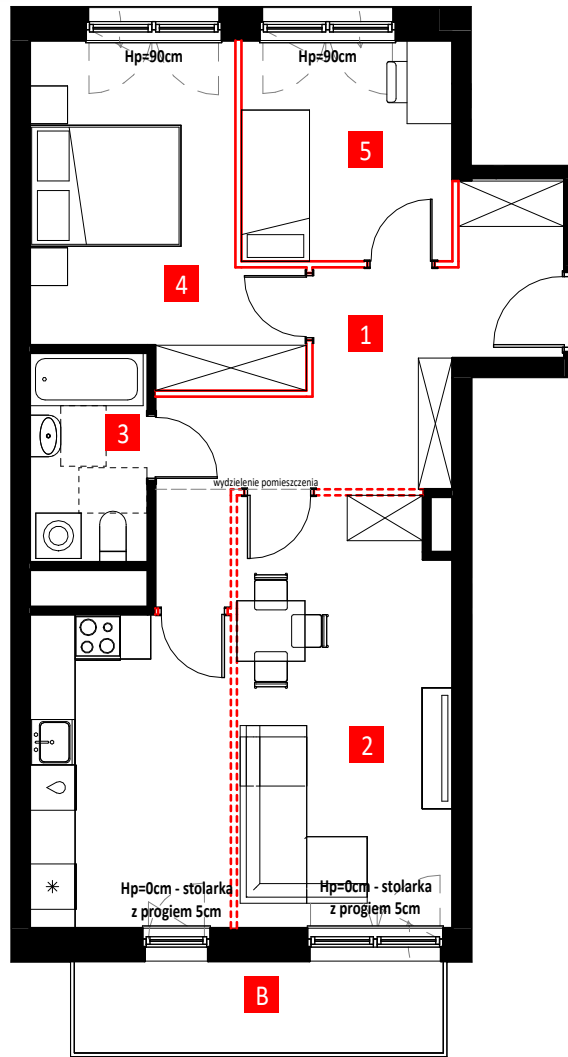 Hp=90cm
Hp=90cm
5
4
1
3
wydzielenie pomieszczenia
2
Hp=0cm - stolarka
z progiem 5cm
Hp=0cm - stolarka
z progiem 5cm
B